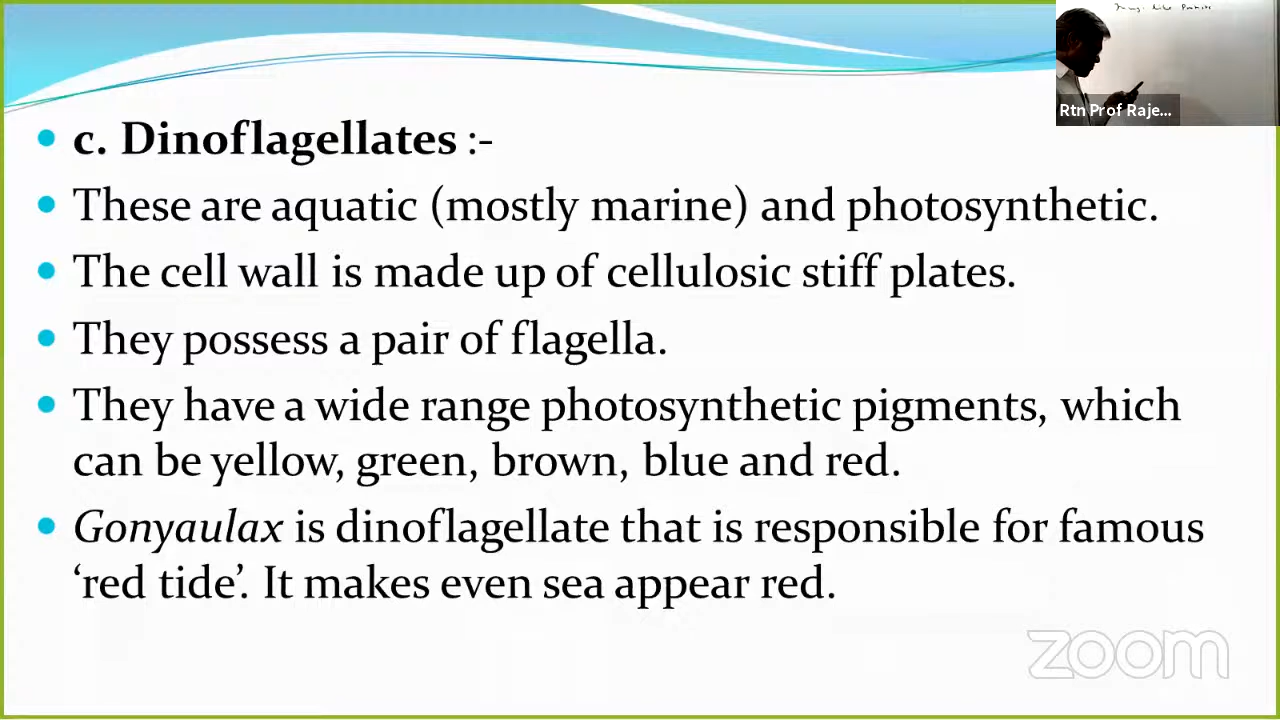 c. Dinoflagellates :-
These are aquatic (mostly marine) and photosynthetic.
The cell wall is made up of cellulosic stiff plates.
They possess a pair of flagella.
They have a wide range photosynthetic pigments, which
can be yellow, green, brown, blue and red.
Gonyaulax is dinoflagellate that is responsible for famous
‘red tide’. It makes even sea appear red.
Rtn Prof Raje...
zoom